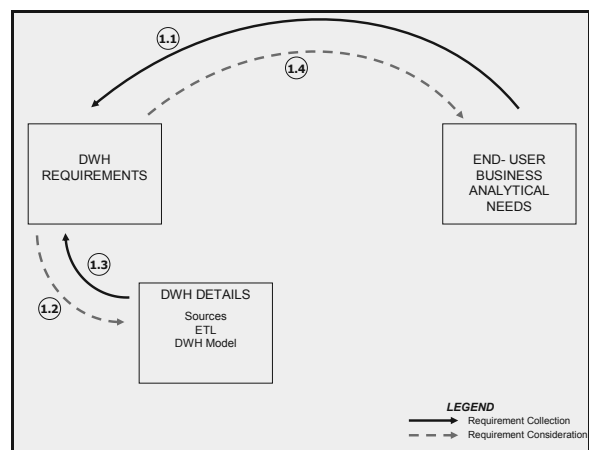 1.1
1.4
DWH
REQUIREMENTS
END- USER
BUSINESS
ANALYTICAL
NEEDS
1.3
1.2
DWH DETAILS
Sources
ETL
DWH Model
LEGEND
Requirement Collection
Requirement Consideration